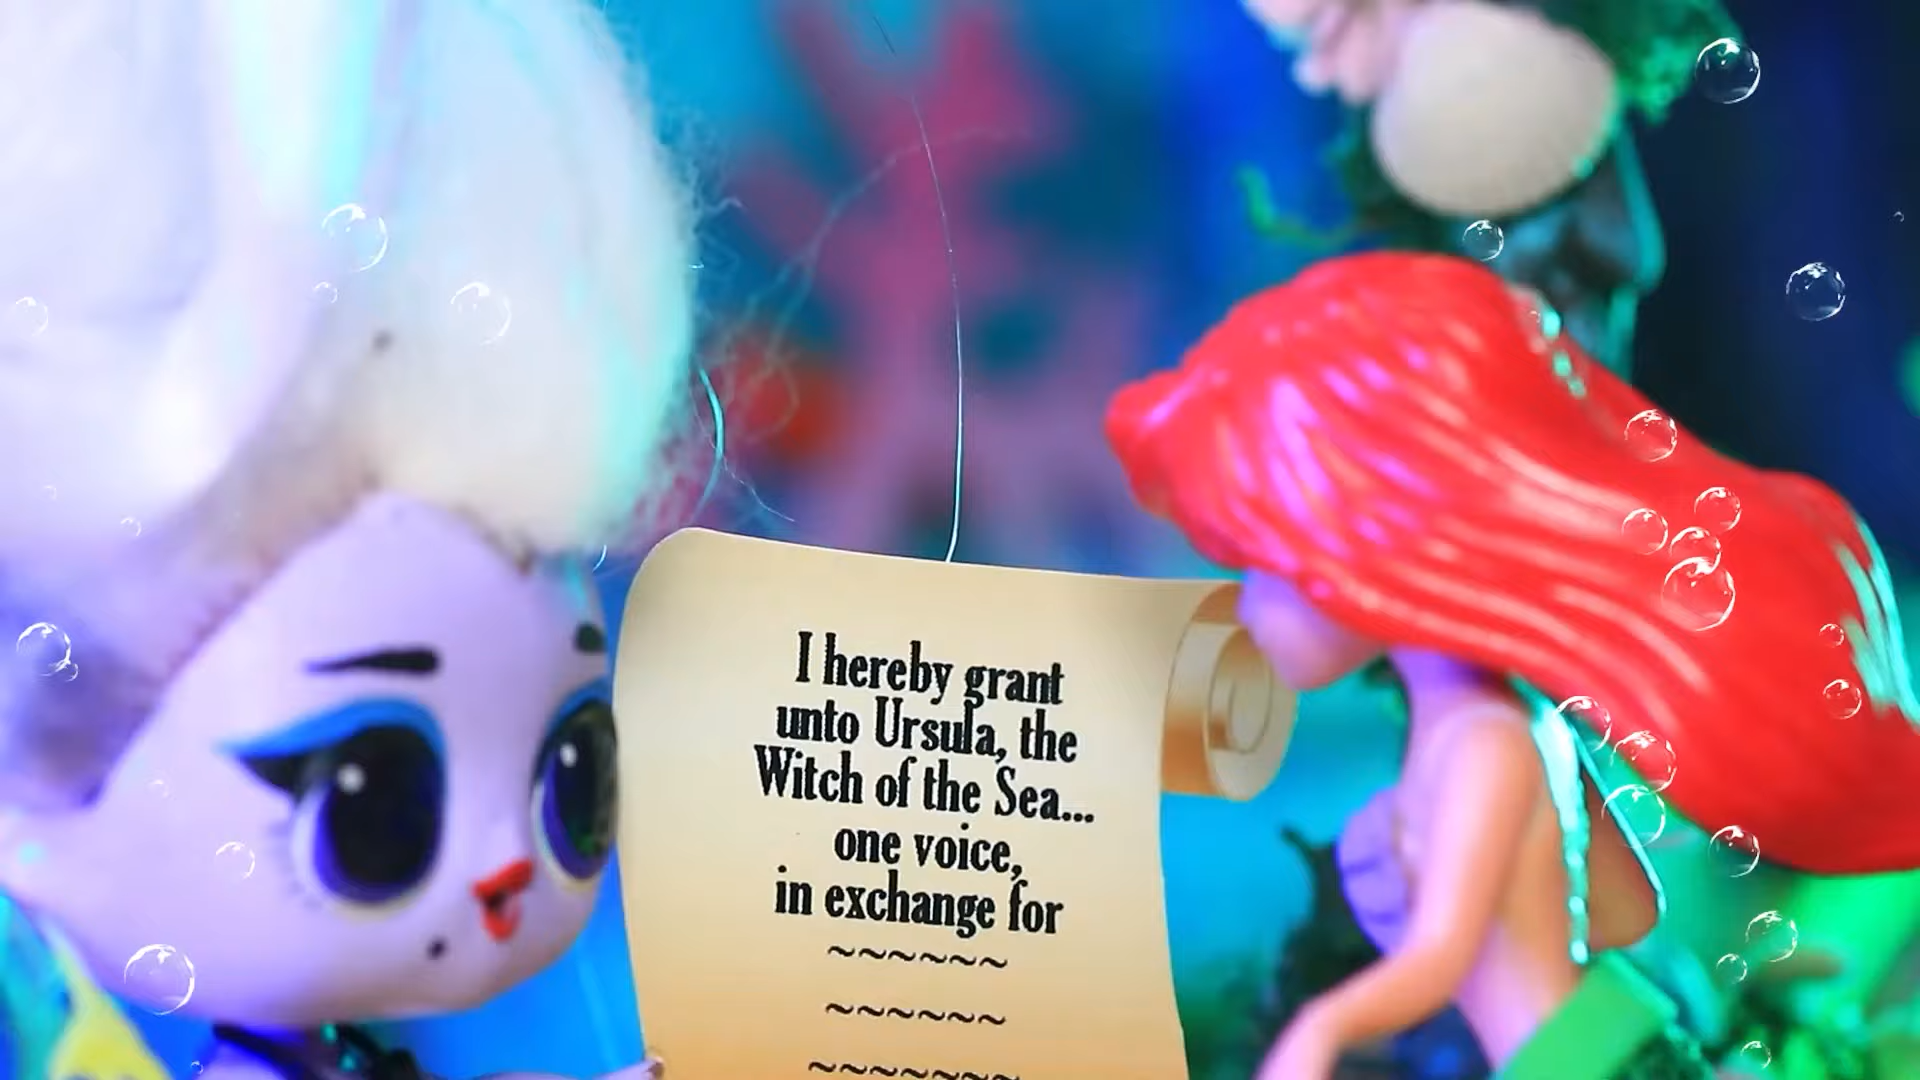 I hereby grant
unto Ursula, the
Witch of the Sea...
one voice,
in exchange for
~~~~~~
~~~~~~
~~~~~~~